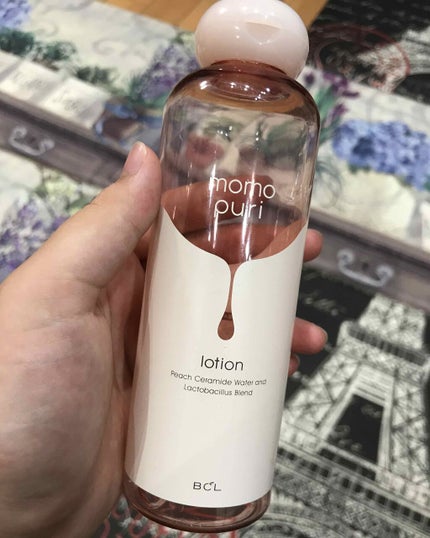 momo
puri
lotion
Peach Ceramide Water and
Lactobacillus Blend
BCL